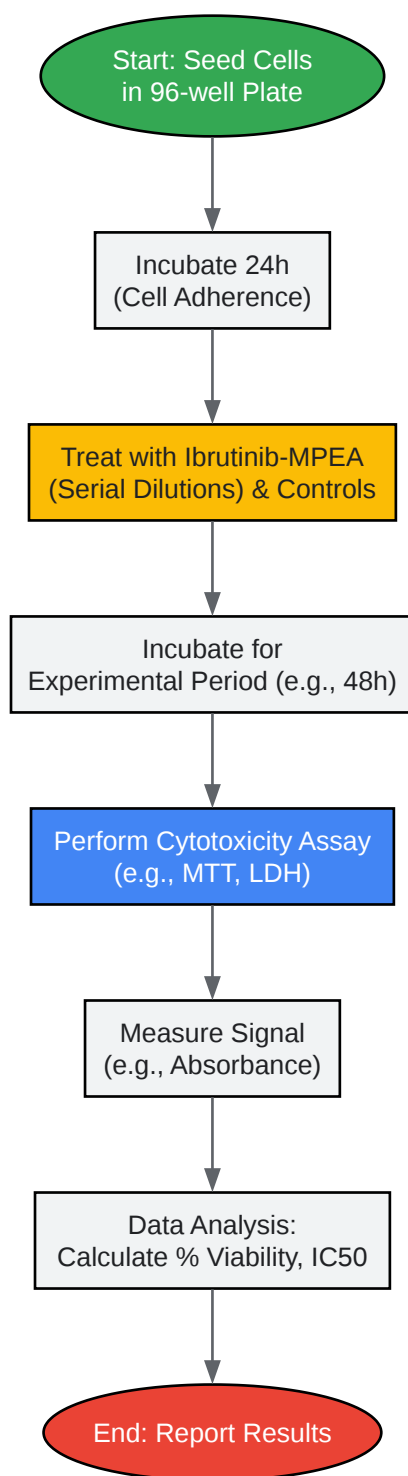 Start: Seed Cells
in 96-well Plate
Incubate 24h
(Cell Adherence)
Treat with Ibrutinib-MPEA
(Serial Dilutions) & Controls
Incubate for
Experimental Period (e.g., 48h)
Perform Cytotoxicity Assay
(e.g., MTT, LDH)
Measure Signal
(e.g., Absorbance)
Data Analysis:
Calculate % Viability, IC50
End: Report Results